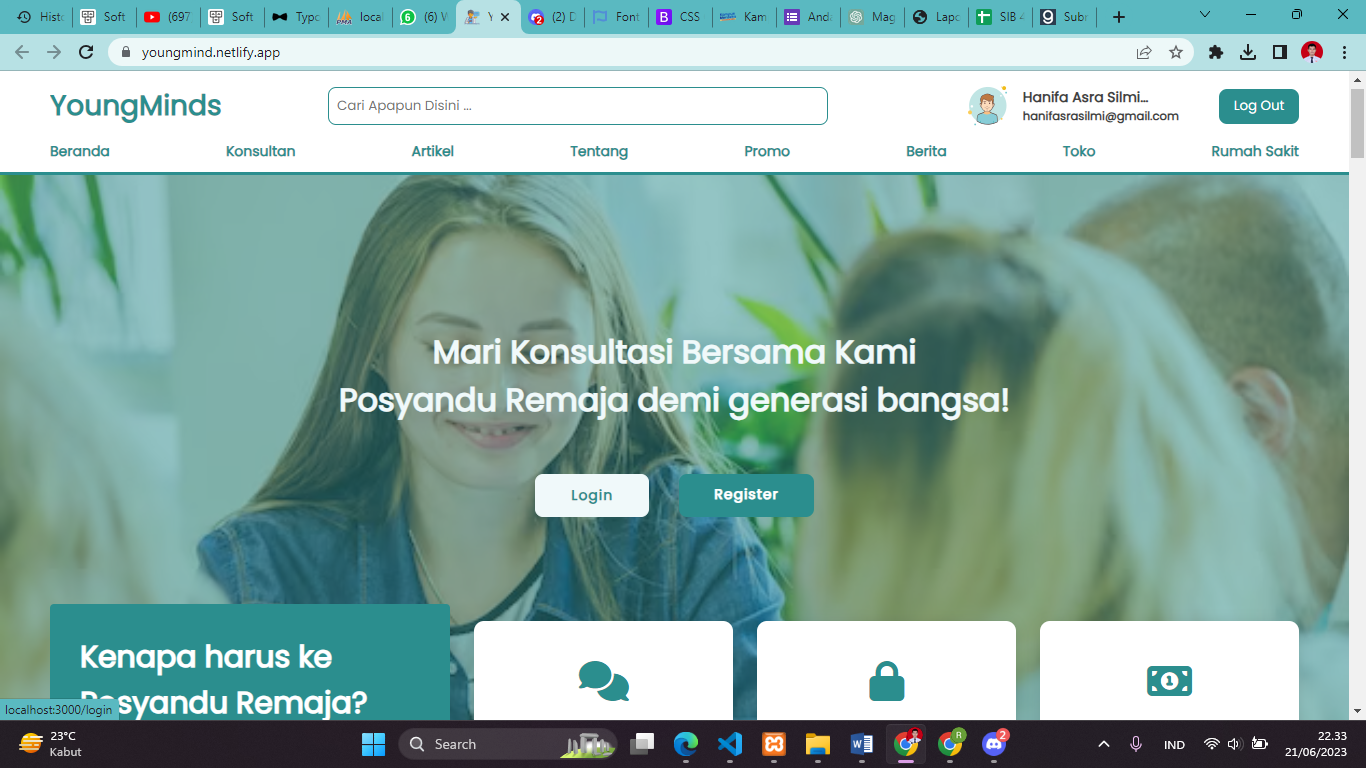 Histo
Soft
(697
Soft
Typo
local
(6) W
Y
(2) D
Font
CSS
Kam
Anda
Mag
Lapo
SIB 4
Subr
youngmind.netlify.app
YoungMinds
Cari Apapun Disini ...
Hanifa Asra Silmi...
hanifasrasilmi@gmail.com
Log Out
Beranda Konsultan Artikel Tentang Promo Berita Toko Rumah Sakit
Mari Konsultasi Bersama Kami
Posyandu Remaja demi generasi bangsa!
Login Register
Kenapa harus ke
Posyandu Remaja?
localhost:3000/login
23°C
Kabut
Search
IND
22.33
21/06/2023